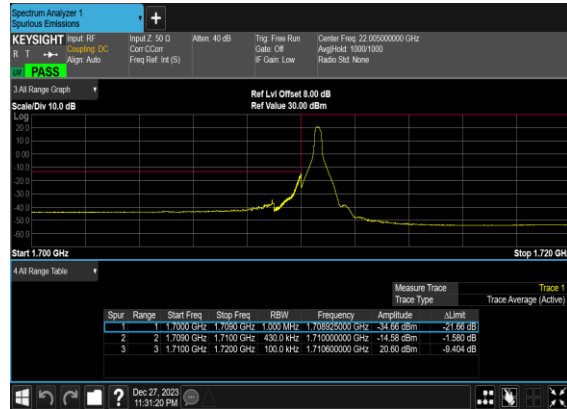 Spectrum Analyzer 1
Spurious Emissions
KEYSIGHT Input: RF Input Z: 50 Ω Atten: 40 dB Trig: Free Run Center Freq: 22.005000000 GHz
R T Coupling: DC Corr CCorr Gate: Off Avg|Hold: 1000/1000
Align: Auto Freq Ref: Int (S) IF Gain: Low Radio Std: None
PASS
3 All Range Graph
Ref Lvl Offset 8.00 dB
Scale/Div 10.0 dB Ref Value 30.00 dBm
Log
20.0
10.0
0.00
-10.0
-20.0
-30.0
-40.0
-50.0
-60.0
Start 1.700 GHz Stop 1.720 GH
4 All Range Table
Measure Trace Trace 1
Trace Type Trace Average (Active)
Spur Range Start Freq Stop Freq RBW Frequency Amplitude ΔLimit
1 1 1.7000 GHz 1.7090 GHz 1.000 MHz 1.708925000 GHz -34.66 dBm -21.66 dB
2 2 1.7090 GHz 1.7100 GHz 430.0 kHz 1.710000000 GHz -14.58 dBm -1.580 dB
3 3 1.7100 GHz 1.7200 GHz 100.0 kHz 1.710600000 GHz 20.60 dBm -9.404 dB
? Dec 27, 2023
11:31:20 PM